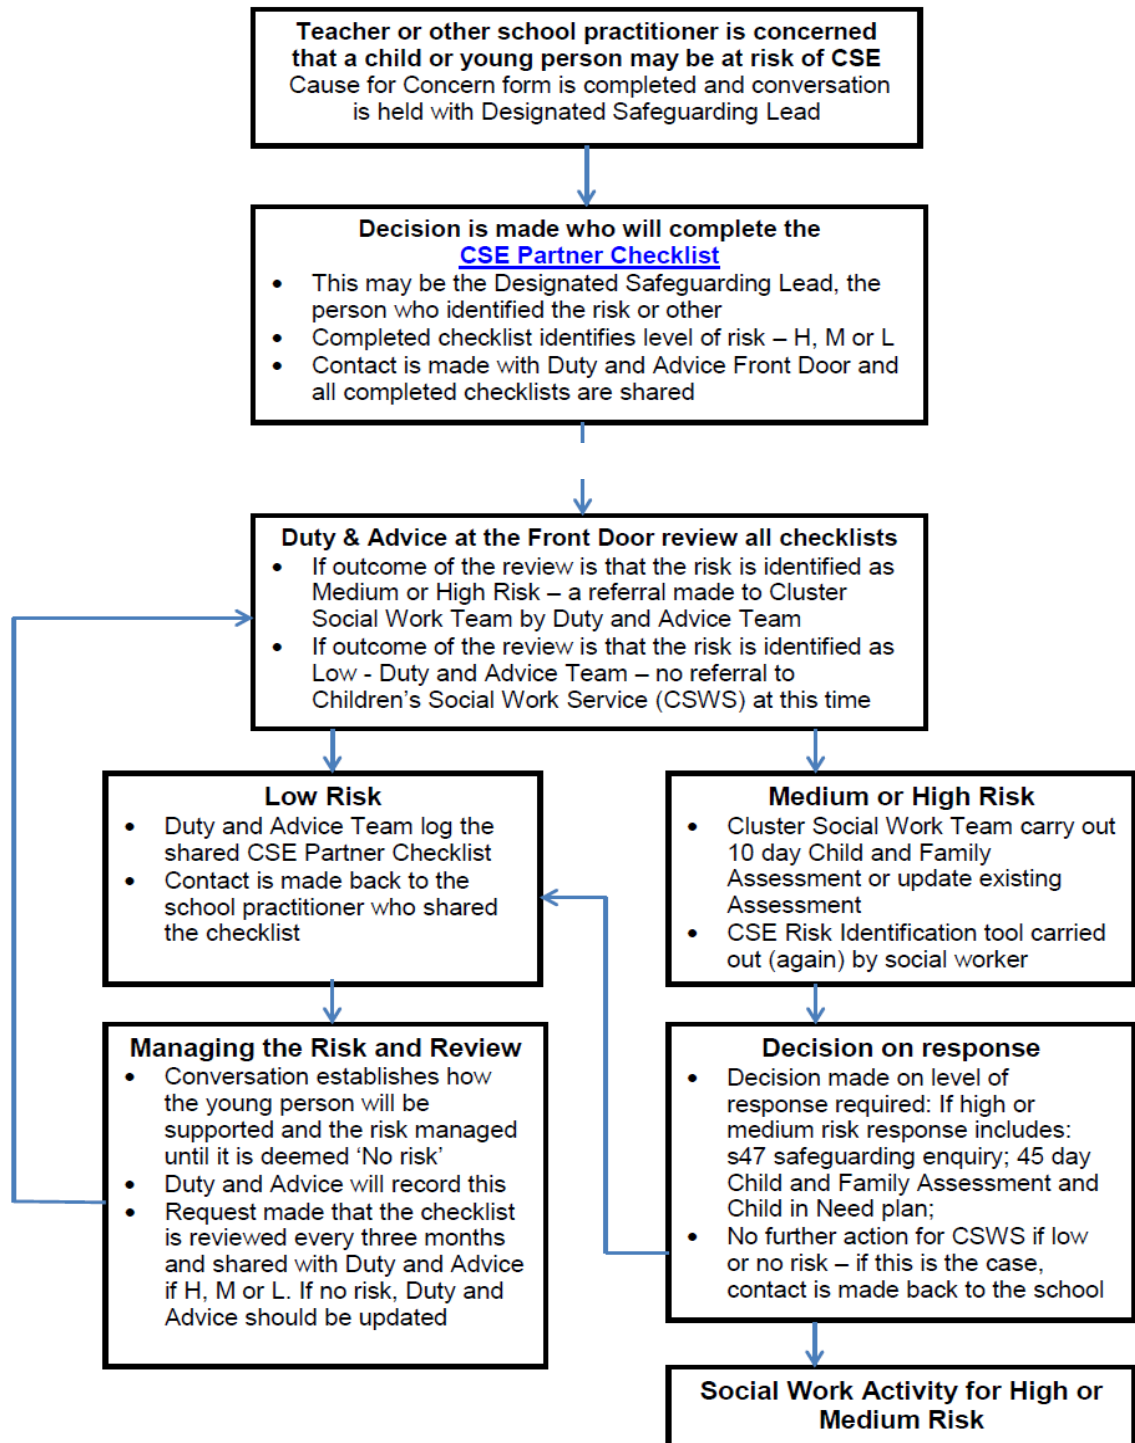 Teacher or other school practitioner is concerned
that a child or young person may be at risk of CSE
Cause for Concern form is completed and conversation
is held with Designated Safeguarding Lead
Decision is made who will complete the
CSE Partner Checklist
• This may be the Designated Safeguarding Lead, the
person who identified the risk or other
• Completed checklist identifies level of risk – H, M or L
• Contact is made with Duty and Advice Front Door and
all completed checklists are shared
Duty & Advice at the Front Door review all checklists
• If outcome of the review is that the risk is identified as
Medium or High Risk – a referral made to Cluster
Social Work Team by Duty and Advice Team
• If outcome of the review is that the risk is identified as
Low - Duty and Advice Team – no referral to
Children's Social Work Service (CSWS) at this time
Low Risk
• Duty and Advice Team log the
shared CSE Partner Checklist
• Contact is made back to the
school practitioner who shared
the checklist
Medium or High Risk
• Cluster Social Work Team carry out
10 day Child and Family
Assessment or update existing
Assessment
• CSE Risk Identification tool carried
out (again) by social worker
Managing the Risk and Review
• Conversation establishes how
the young person will be
supported and the risk managed
until it is deemed 'No risk'
• Duty and Advice will record this
• Request made that the checklist
is reviewed every three months
and shared with Duty and Advice
if H, M or L. If no risk, Duty and
Advice should be updated
Decision on response
• Decision made on level of
response required: If high or
medium risk response includes:
s47 safeguarding enquiry; 45 day
Child and Family Assessment and
Child in Need plan;
• No further action for CSWS if low
or no risk – if this is the case,
contact is made back to the school
Social Work Activity for High or
Medium Risk